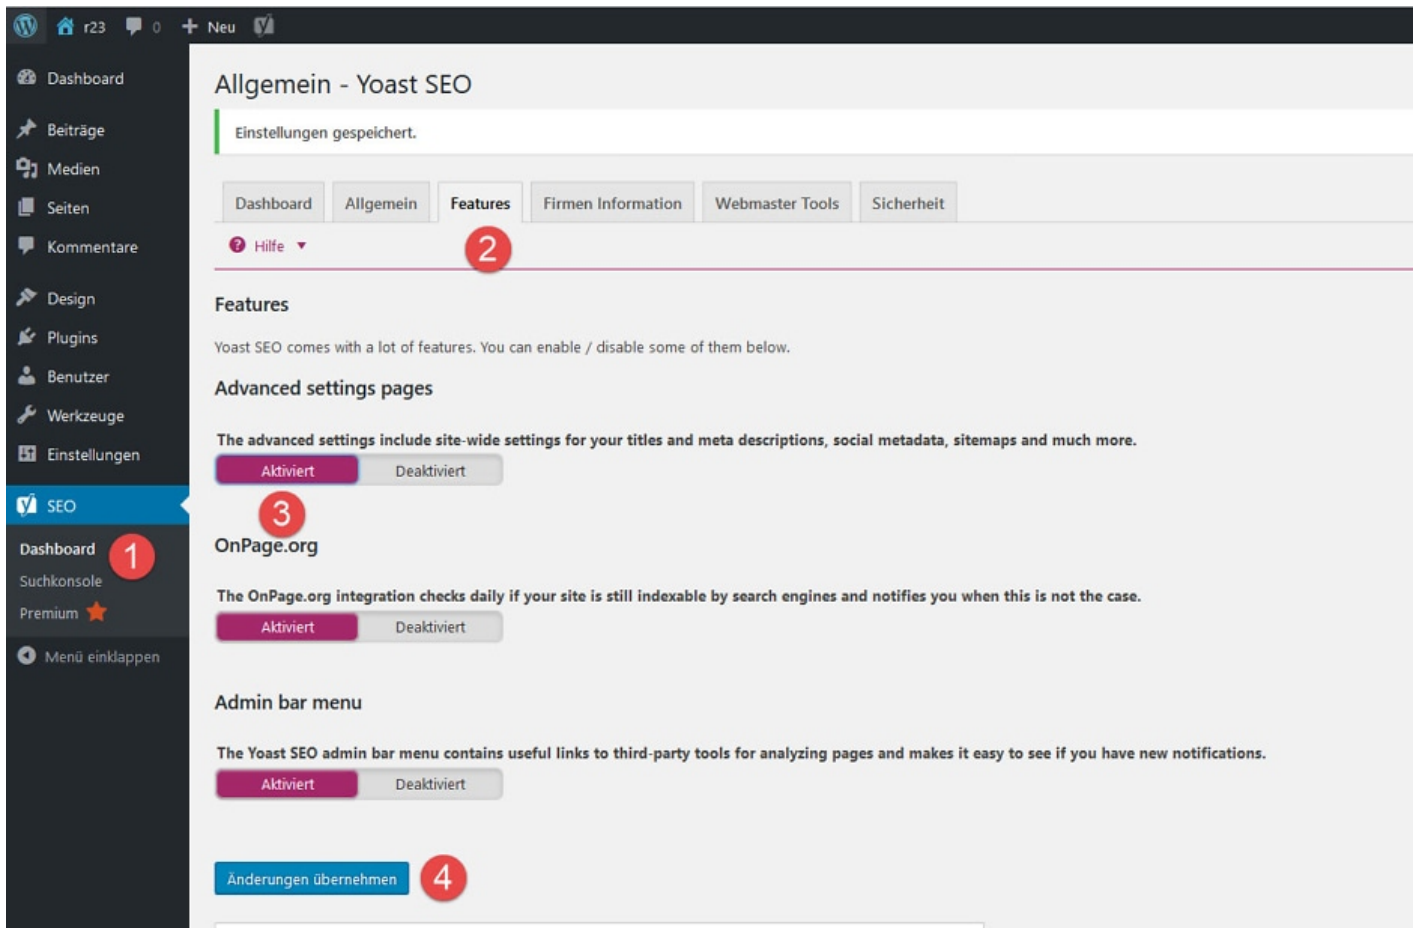 r23 0 Neu
Dashboard
Beiträge
Medien
Seiten
Kommentare
Design
Plugins
Benutzer
Werkzeuge
Einstellungen
SEO
Dashboard 1
Suchkonsole
Premium
Menü einklappen
Allgemein - Yoast SEO
Einstellungen gespeichert.
Dashboard Allgemein Features Firmen Information Webmaster Tools Sicherheit
Hilfe 2
Features
Yoast SEO comes with a lot of features. You can enable / disable some of them below.
Advanced settings pages
The advanced settings include site-wide settings for your titles and meta descriptions, social metadata, sitemaps and much more.
Aktiviert Deaktiviert
3
OnPage.org
The OnPage.org integration checks daily if your site is still indexable by search engines and notifies you when this is not the case.
Aktiviert Deaktiviert
Admin bar menu
The Yoast SEO admin bar menu contains useful links to third-party tools for analyzing pages and makes it easy to see if you have new notifications.
Aktiviert Deaktiviert
Änderungen übernehmen 4